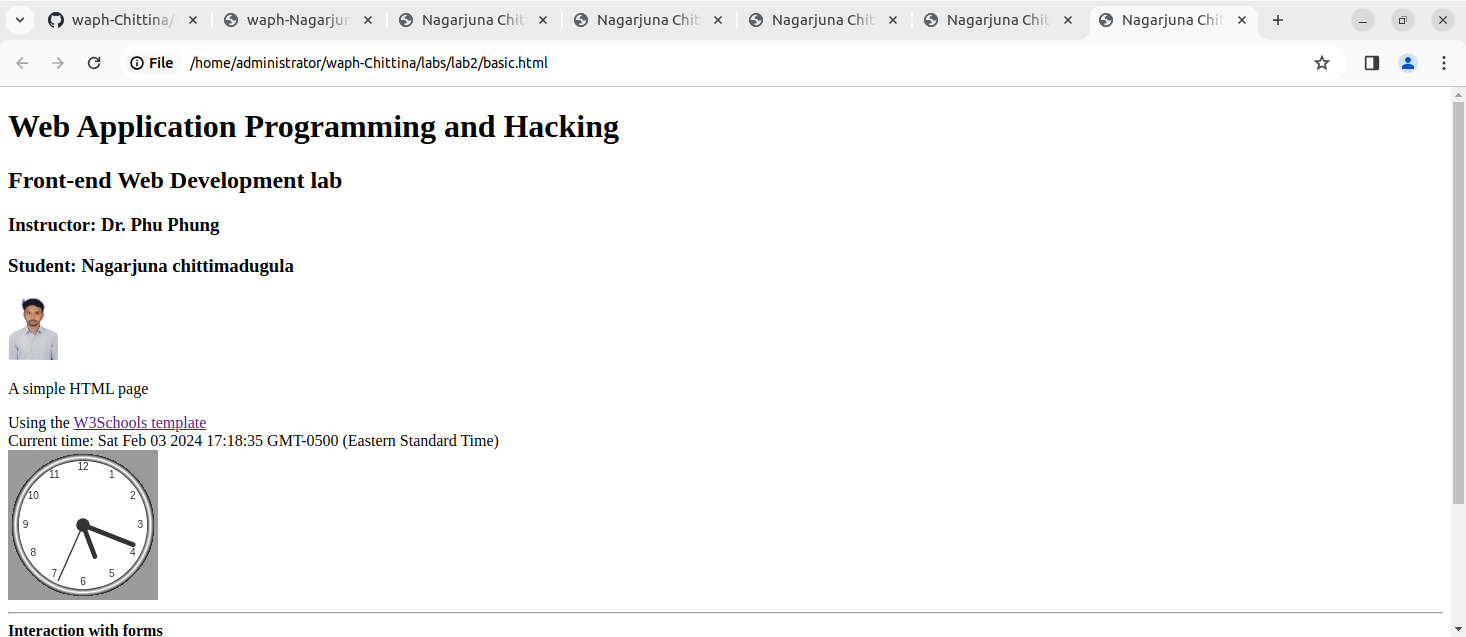 waph-Chittina/
waph-Nagarjun
Nagarjuna Chit
Nagarjuna Chit
Nagarjuna Chit
Nagarjuna Chit
Nagarjuna Chit
File /home/administrator/waph-Chittina/labs/lab2/basic.html
Web Application Programming and Hacking
Front-end Web Development lab
Instructor: Dr. Phu Phung
Student: Nagarjuna chittimadugula
A simple HTML page
Using the W3Schools template
Current time: Sat Feb 03 2024 17:18:35 GMT-0500 (Eastern Standard Time)
12
11 1
10 2
9 3
8 4
7 5
6
Interaction with forms